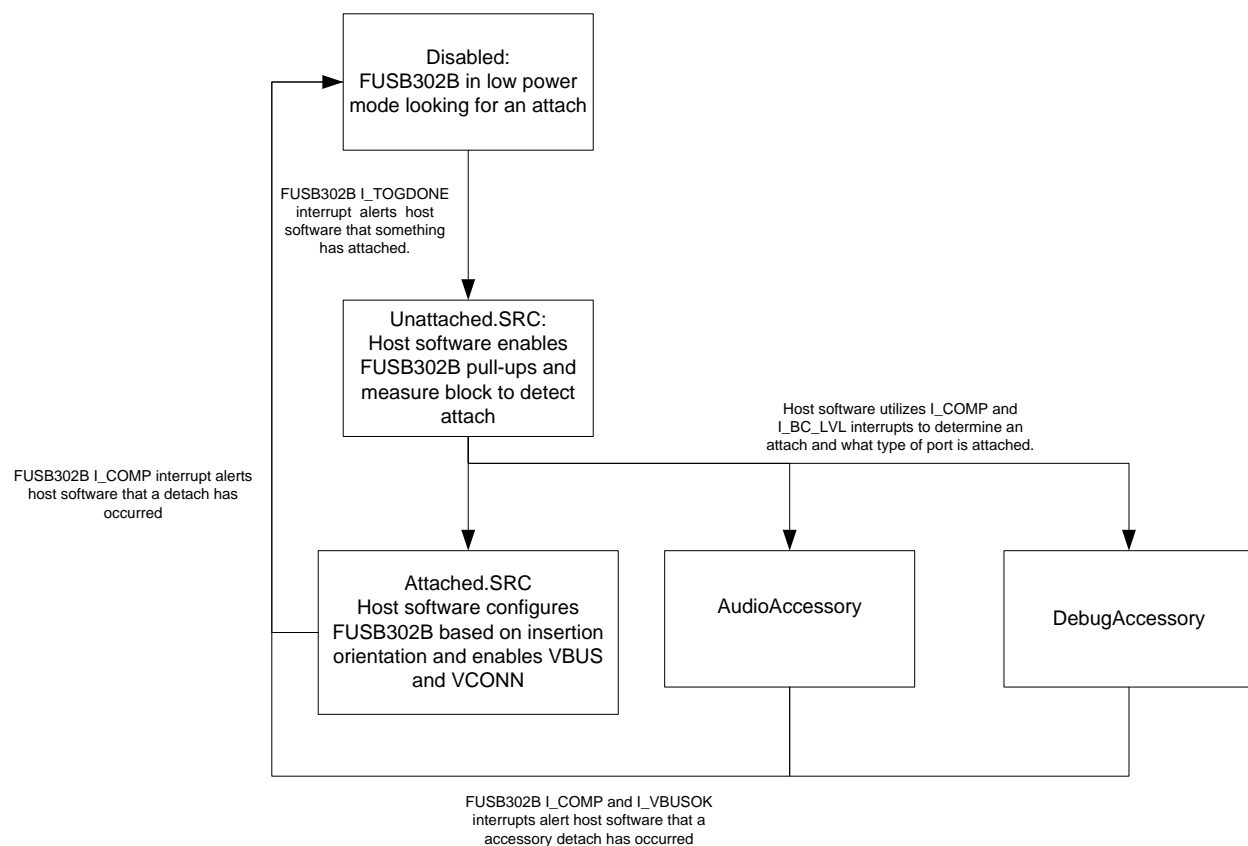 Disabled:
FUSB302B in low power
mode looking for an attach
FUSB302B I_TOGDONE
interrupt alerts host
software that something
has attached.
Unattached.SRC:
Host software enables
FUSB302B pull-ups and
measure block to detect
attach
Host software utilizes I_COMP and
I_BC_LVL interrupts to determine an
attach and what type of port is attached.
FUSB302B I_COMP interrupt alerts
host software that a detach has
occurred
Attached.SRC
Host software configures
FUSB302B based on insertion
orientation and enables VBUS
and VCONN
AudioAccessory
DebugAccessory
FUSB302B I_COMP and I_VBUSOK
interrupts alert host software that a
accessory detach has occurred